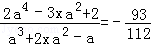 (2a⁴ − 3xa² + 2)/(a³ + 2xa² − a) = − 93/112